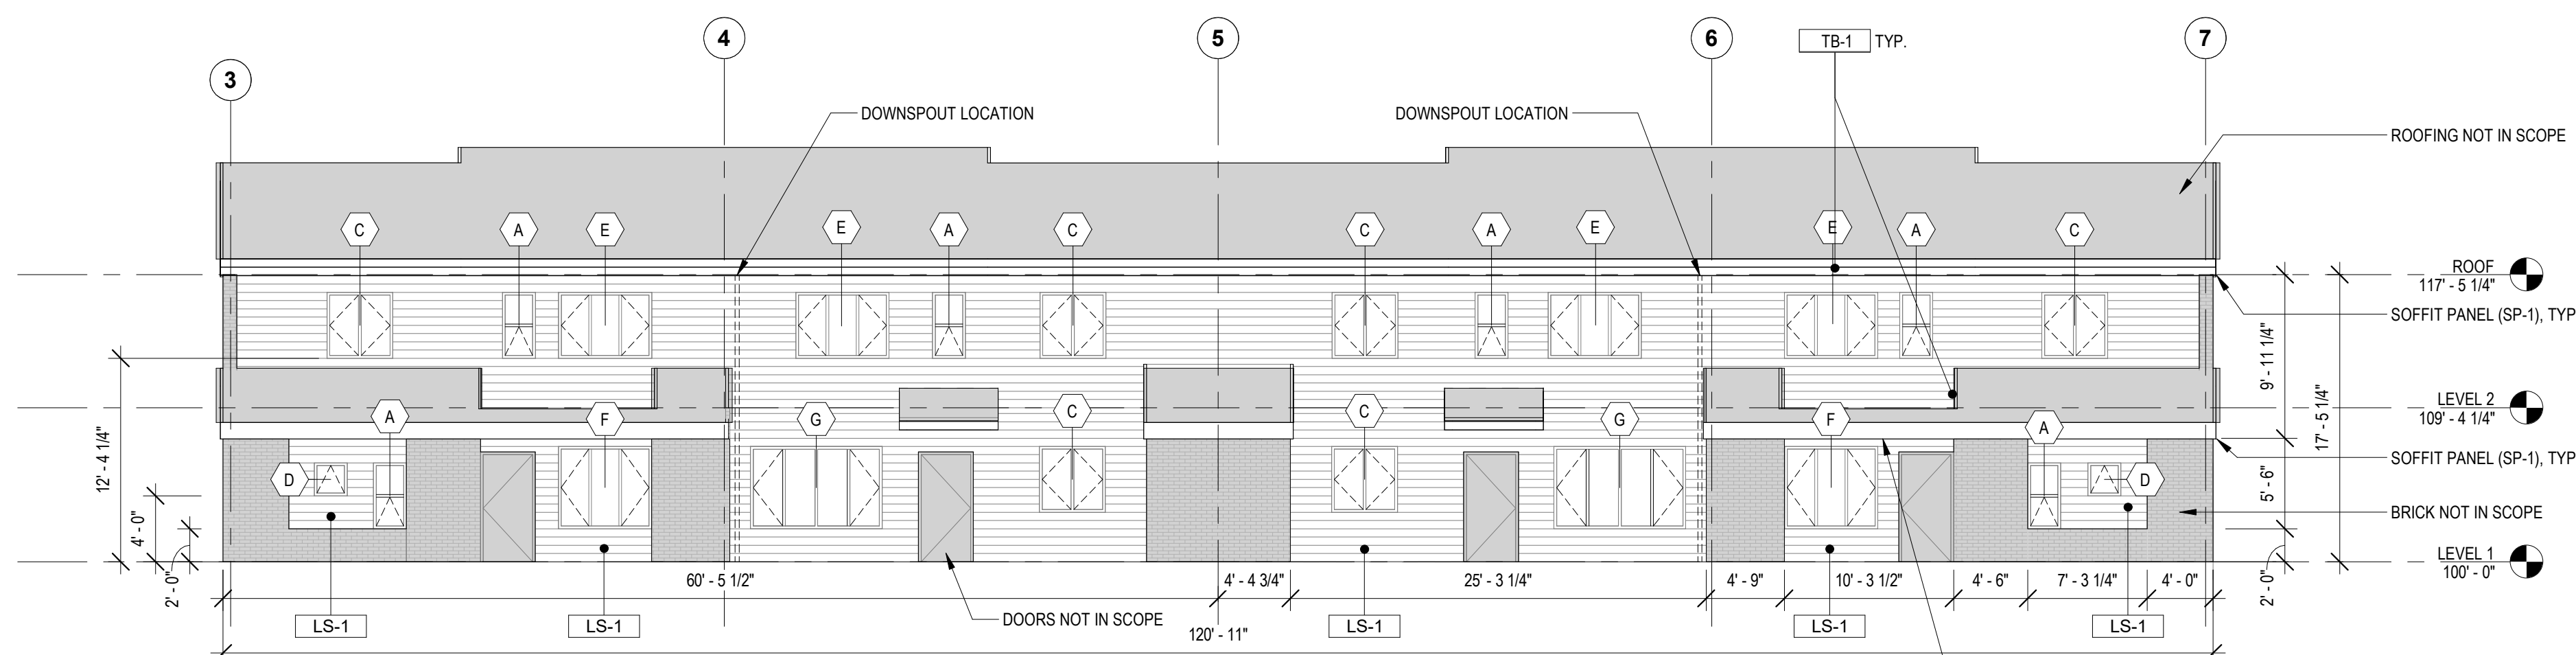 3
4
5
6
7
TB-1 TYP.
DOWNSPOUT LOCATION
DOWNSPOUT LOCATION
ROOFING NOT IN SCOPE
C
A
E
E
A
C
C
A
E
E
A
C
ROOF
117' - 5 1/4"
SOFFIT PANEL (SP-1), TYP
9' - 11 1/4"
17' - 5 1/4"
LEVEL 2
109' - 4 1/4"
12' - 4 1/4"
A
F
G
C
C
G
F
A
SOFFIT PANEL (SP-1), TYP
D
D
5' - 6"
4' - 0"
BRICK NOT IN SCOPE
LEVEL 1
100' - 0"
2' - 0"
60' - 5 1/2"
4' - 4 3/4"
25' - 3 1/4"
4' - 9"
10' - 3 1/2"
4' - 6"
7' - 3 1/4"
4' - 0"
2' - 0"
DOORS NOT IN SCOPE
LS-1
LS-1
LS-1
LS-1
LS-1
120' - 11"